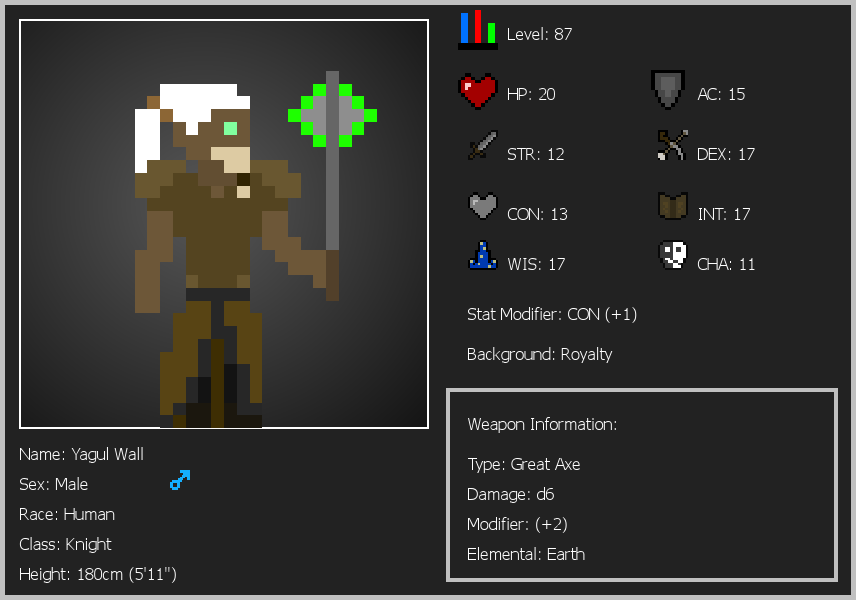 Level: 87
HP: 20
AC: 15
STR: 12
DEX: 17
CON: 13
INT: 17
WIS: 17
CHA: 11
Stat Modifier: CON (+1)
Background: Royalty
Weapon Information:
Type: Great Axe
Damage: d6
Modifier: (+2)
Elemental: Earth
Name: Yagul Wall
Sex: Male
Race: Human
Class: Knight
Height: 180cm (5'11")